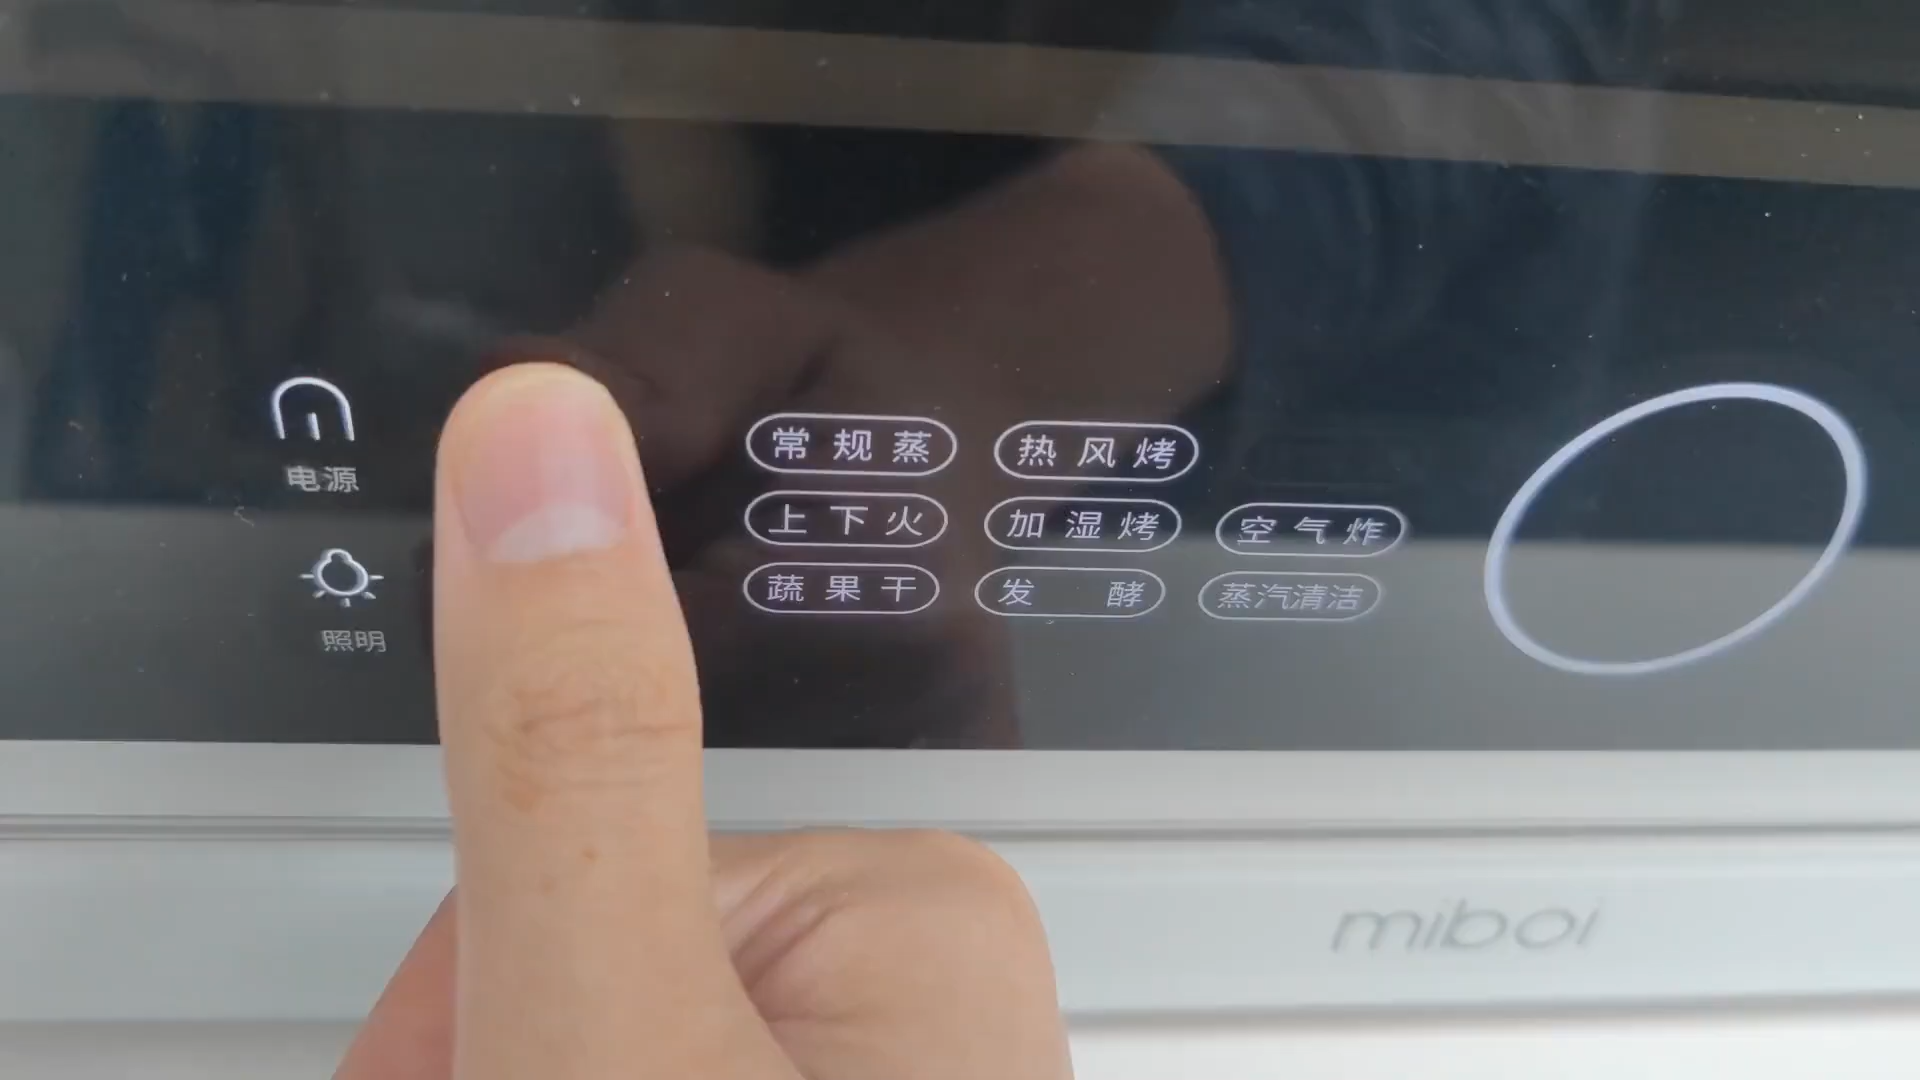 电源
照明
常规蒸 热风烤
上下火 加湿烤 空气炸
蔬果干 发酵 蒸汽清洁
miboi